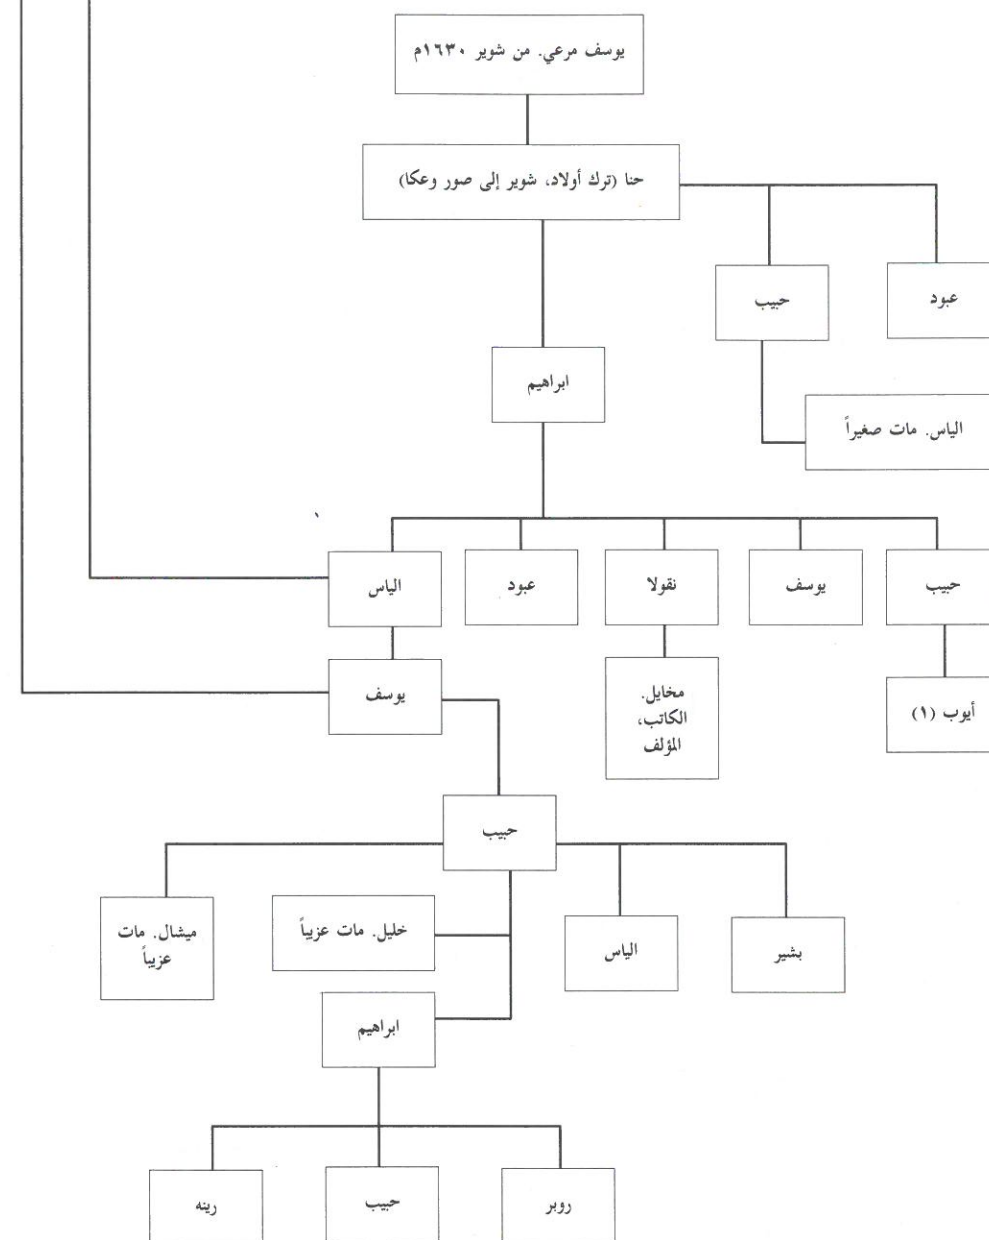 يوسف مرعي. من شوير ١٦٣٠م
حنا (ترك أولاد، شوير إلى صور وعكا)
عبود
حبيب
ابراهيم
الياس. مات صغيراً
حبيب
يوسف
نقولا
عبود
الياس
أيوب (١)
مخايل.
الكاتب،
المؤلف
يوسف
حبيب
بشير
الياس
خليل. مات عزيباً
ميشال. مات
عزيباً
ابراهيم
روبر
حبيب
رينه